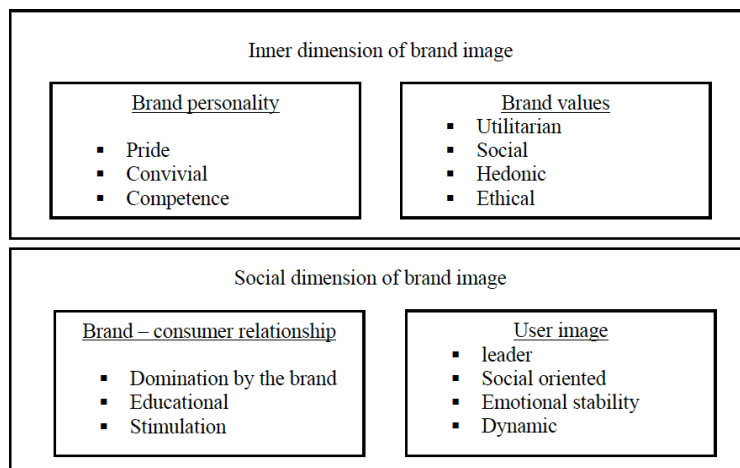 Inner dimension of brand image
Brand personality
▪ Pride
▪ Convivial
▪ Competence
Brand values
▪ Utilitarian
▪ Social
▪ Hedonic
▪ Ethical
Social dimension of brand image
Brand – consumer relationship
▪ Domination by the brand
▪ Educational
▪ Stimulation
User image
▪ leader
▪ Social oriented
▪ Emotional stability
▪ Dynamic